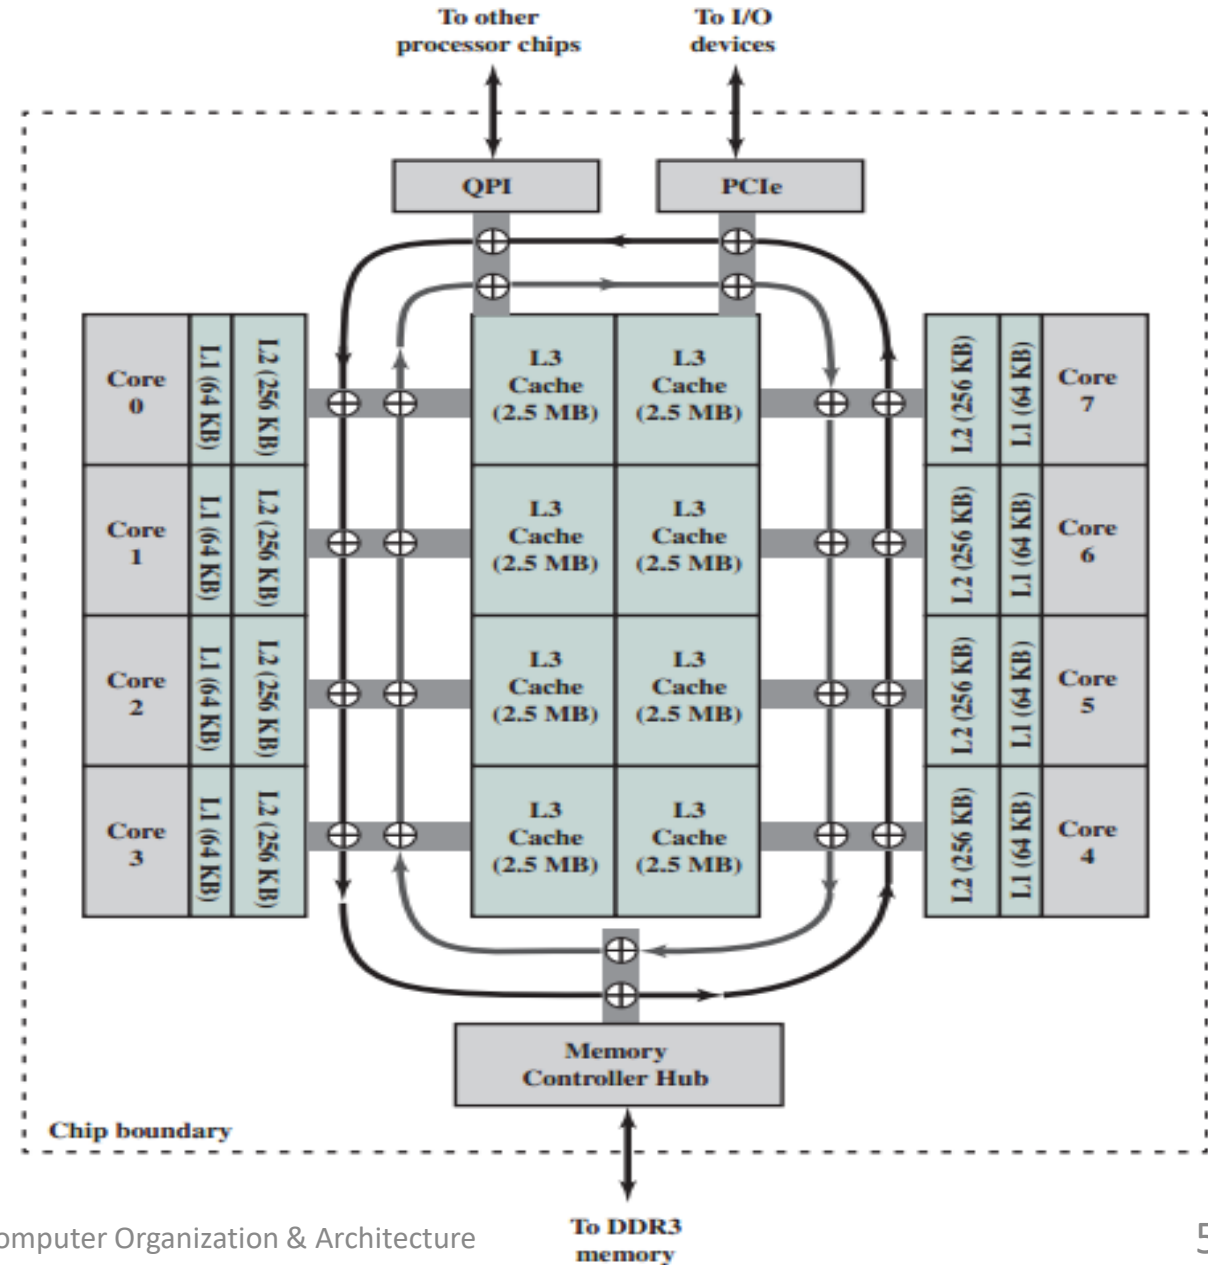 To other
processor chips
To I/O
devices
QPI
PCIe
Core
0
L1 (64 KB)
L2 (256 KB)
L3
Cache
(2.5 MB)
L3
Cache
(2.5 MB)
L2 (256 KB)
L1 (64 KB)
Core
7
Core
1
L1 (64 KB)
L2 (256 KB)
L3
Cache
(2.5 MB)
L3
Cache
(2.5 MB)
L2 (256 KB)
L1 (64 KB)
Core
6
Core
2
L1 (64 KB)
L2 (256 KB)
L3
Cache
(2.5 MB)
L3
Cache
(2.5 MB)
L2 (256 KB)
L1 (64 KB)
Core
5
Core
3
L1 (64 KB)
L2 (256 KB)
L3
Cache
(2.5 MB)
L3
Cache
(2.5 MB)
L2 (256 KB)
L1 (64 KB)
Core
4
Memory
Controller Hub
Chip boundary
To DDR3
memory
omputer Organization & Architecture
5